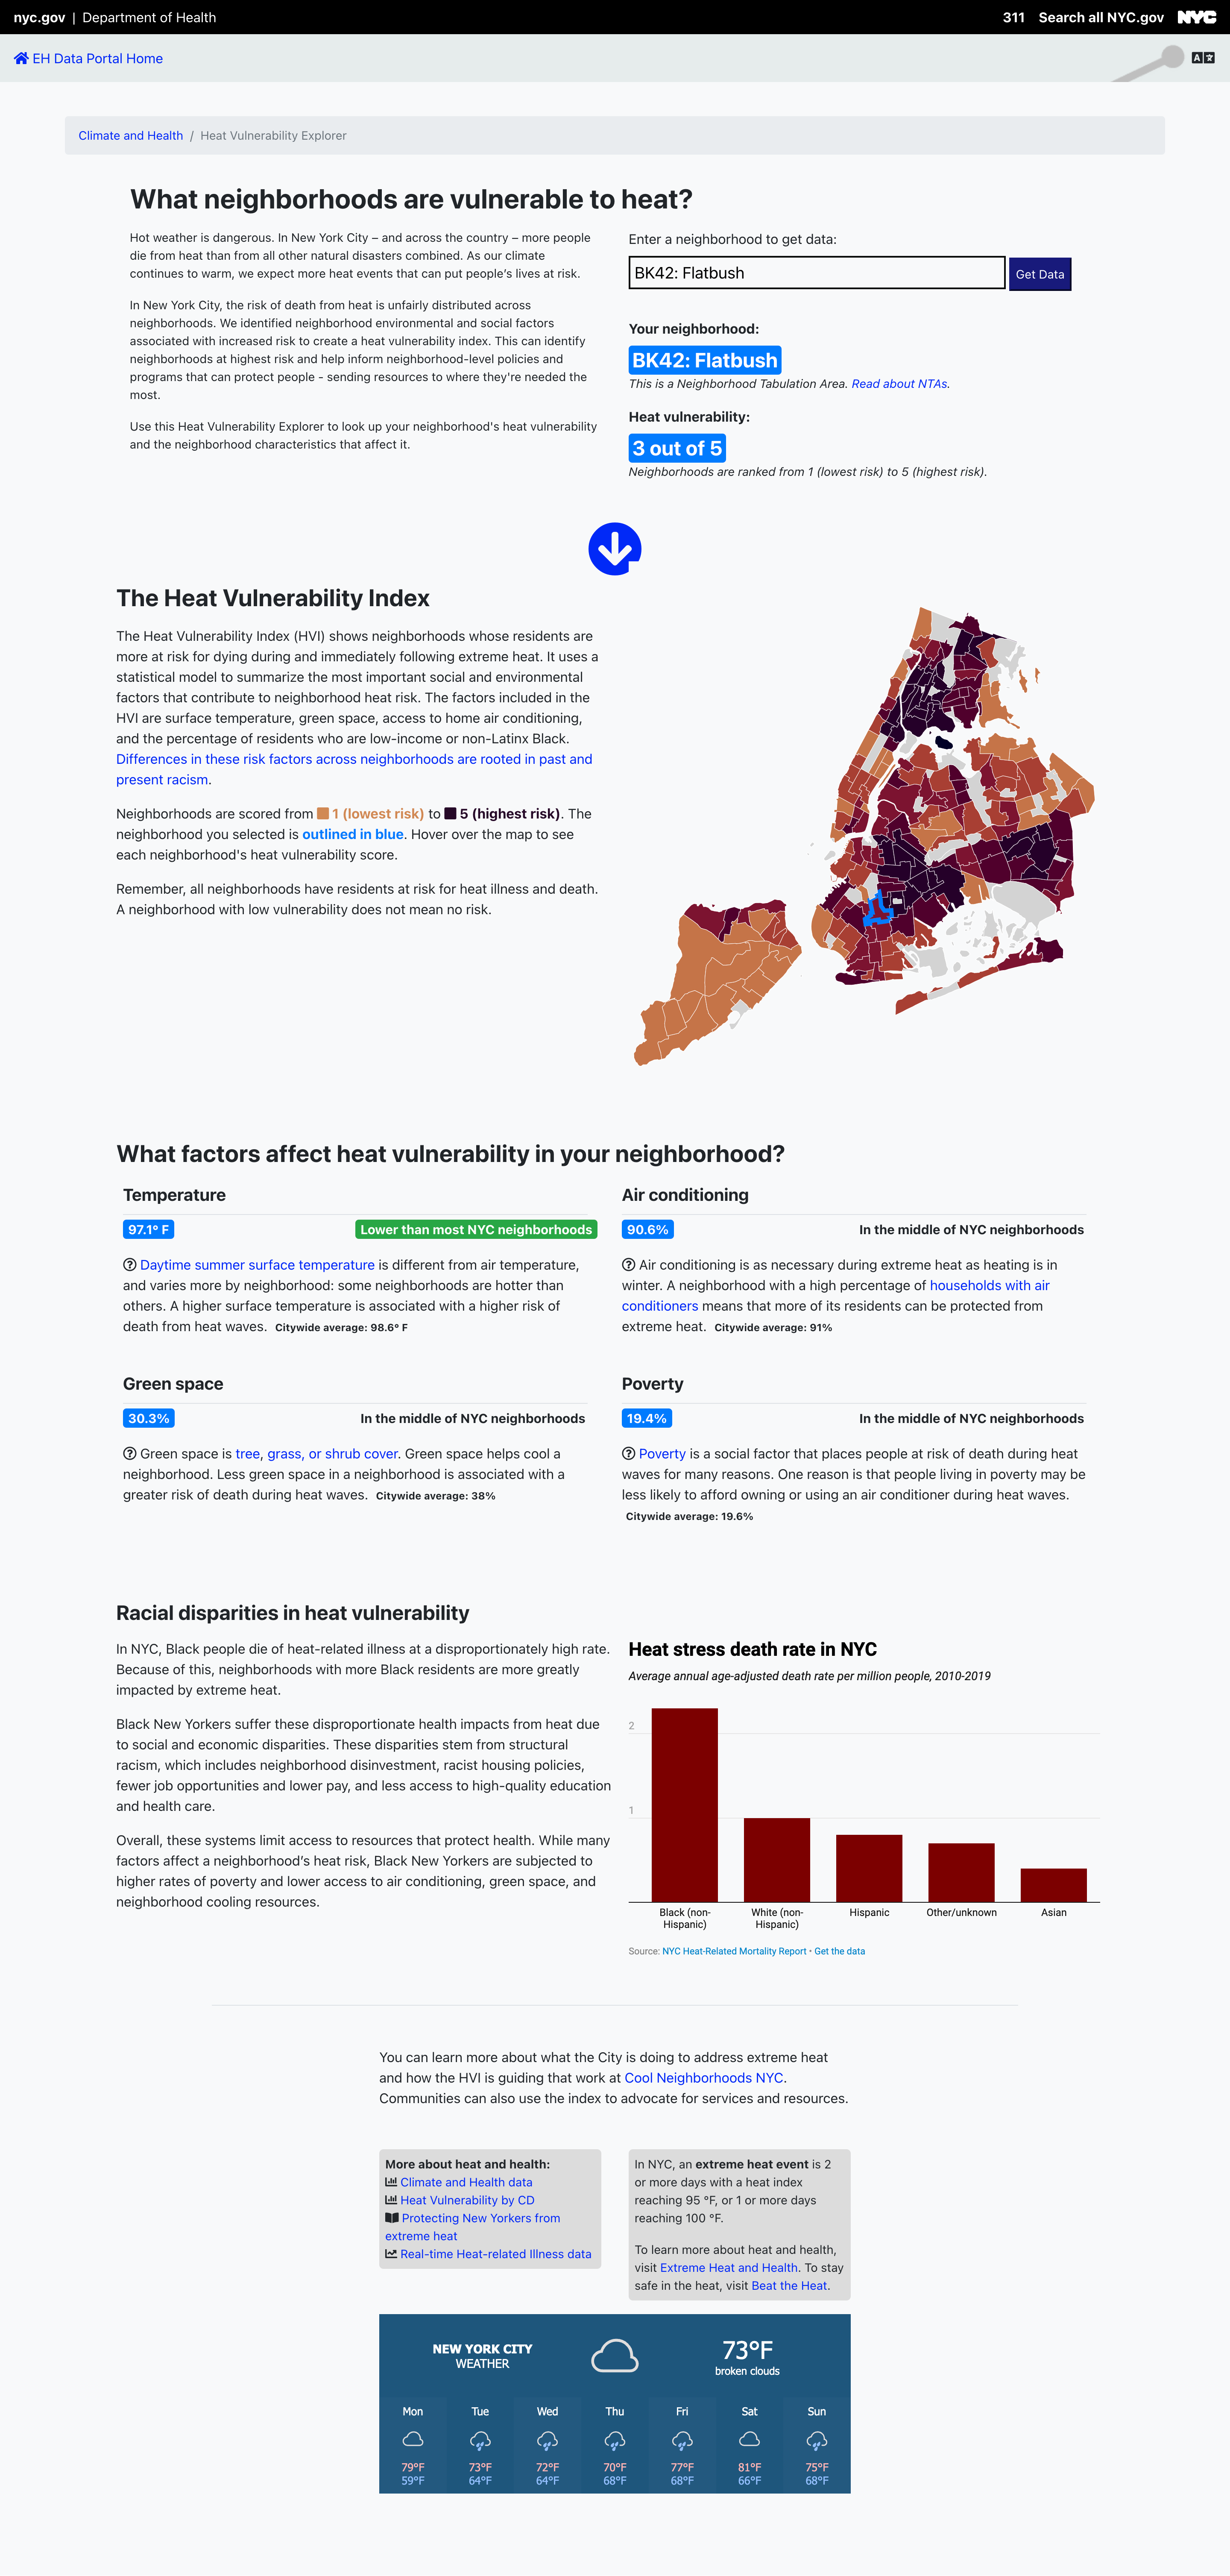 nyc.gov | Department of Health
311 Search all NYC.gov NYC
EH Data Portal Home
Climate and Health / Heat Vulnerability Explorer
What neighborhoods are vulnerable to heat?
Hot weather is dangerous. In New York City – and across the country – more people
die from heat than from all other natural disasters combined. As our climate
continues to warm, we expect more heat events that can put people’s lives at risk.
In New York City, the risk of death from heat is unfairly distributed across
neighborhoods. We identified neighborhood environmental and social factors
associated with increased risk to create a heat vulnerability index. This can identify
neighborhoods at highest risk and help inform neighborhood-level policies and
programs that can protect people - sending resources to where they're needed the
most.
Use this Heat Vulnerability Explorer to look up your neighborhood's heat vulnerability
and the neighborhood characteristics that affect it.
Enter a neighborhood to get data:
BK42: Flatbush
Get Data
Your neighborhood:
BK42: Flatbush
This is a Neighborhood Tabulation Area. Read about NTAs.
Heat vulnerability:
3 out of 5
Neighborhoods are ranked from 1 (lowest risk) to 5 (highest risk).
The Heat Vulnerability Index
The Heat Vulnerability Index (HVI) shows neighborhoods whose residents are
more at risk for dying during and immediately following extreme heat. It uses a
statistical model to summarize the most important social and environmental
factors that contribute to neighborhood heat risk. The factors included in the
HVI are surface temperature, green space, access to home air conditioning,
and the percentage of residents who are low-income or non-Latinx Black.
Differences in these risk factors across neighborhoods are rooted in past and
present racism.
Neighborhoods are scored from 1 (lowest risk) to 5 (highest risk). The
neighborhood you selected is outlined in blue. Hover over the map to see
each neighborhood's heat vulnerability score.
Remember, all neighborhoods have residents at risk for heat illness and death.
A neighborhood with low vulnerability does not mean no risk.
What factors affect heat vulnerability in your neighborhood?
Temperature
97.1° F
Lower than most NYC neighborhoods
Daytime summer surface temperature is different from air temperature,
and varies more by neighborhood: some neighborhoods are hotter than
others. A higher surface temperature is associated with a higher risk of
death from heat waves. Citywide average: 98.6° F
Air conditioning
90.6%
In the middle of NYC neighborhoods
Air conditioning is as necessary during extreme heat as heating is in
winter. A neighborhood with a high percentage of households with air
conditioners means that more of its residents can be protected from
extreme heat. Citywide average: 91%
Green space
30.3%
In the middle of NYC neighborhoods
Green space is tree, grass, or shrub cover. Green space helps cool a
neighborhood. Less green space in a neighborhood is associated with a
greater risk of death during heat waves. Citywide average: 38%
Poverty
19.4%
In the middle of NYC neighborhoods
Poverty is a social factor that places people at risk of death during heat
waves for many reasons. One reason is that people living in poverty may be
less likely to afford owning or using an air conditioner during heat waves.
Citywide average: 19.6%
Racial disparities in heat vulnerability
In NYC, Black people die of heat-related illness at a disproportionately high rate.
Because of this, neighborhoods with more Black residents are more greatly
impacted by extreme heat.
Black New Yorkers suffer these disproportionate health impacts from heat due
to social and economic disparities. These disparities stem from structural
racism, which includes neighborhood disinvestment, racist housing policies,
fewer job opportunities and lower pay, and less access to high-quality education
and health care.
Overall, these systems limit access to resources that protect health. While many
factors affect a neighborhood’s heat risk, Black New Yorkers are subjected to
higher rates of poverty and lower access to air conditioning, green space, and
neighborhood cooling resources.
Heat stress death rate in NYC
Average annual age-adjusted death rate per million people, 2010-2019
2
1
Black (non-
Hispanic)
White (non-
Hispanic)
Hispanic
Other/unknown
Asian
Source: NYC Heat-Related Mortality Report • Get the data
You can learn more about what the City is doing to address extreme heat
and how the HVI is guiding that work at Cool Neighborhoods NYC.
Communities can also use the index to advocate for services and resources.
More about heat and health:
Climate and Health data
Heat Vulnerability by CD
Protecting New Yorkers from
extreme heat
Real-time Heat-related Illness data
In NYC, an extreme heat event is 2
or more days with a heat index
reaching 95 °F, or 1 or more days
reaching 100 °F.
To learn more about heat and health,
visit Extreme Heat and Health. To stay
safe in the heat, visit Beat the Heat.
NEW YORK CITY
WEATHER
73°F
broken clouds
Mon Tue Wed Thu Fri Sat Sun
79°F 73°F 72°F 70°F 77°F 81°F 75°F
59°F 64°F 64°F 68°F 68°F 66°F 68°F